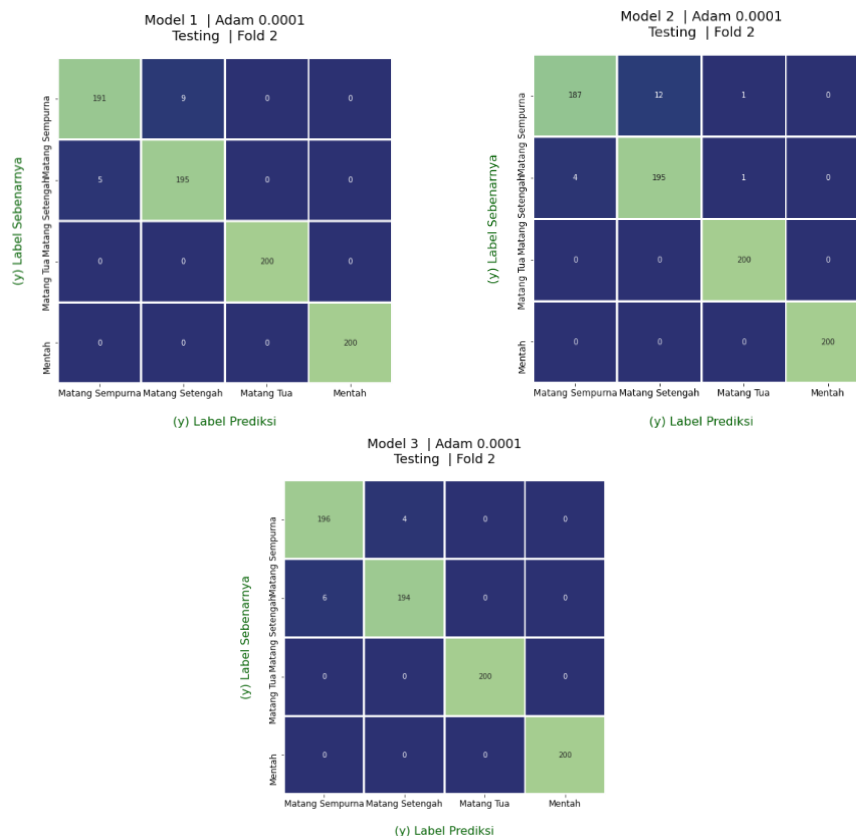 Model 1 | Adam 0.0001
Testing | Fold 2
(y) Label Sebenarnya
Matang Sempurna
191 9 0 0
Matang Setengah
5 195 0 0
Matang Tua
0 0 200 0
Mentah
0 0 0 200
Matang Sempurna Matang Setengah Matang Tua Mentah
(y) Label Prediksi
Model 2 | Adam 0.0001
Testing | Fold 2
(y) Label Sebenarnya
Matang Sempurna
187 12 1 0
Matang Setengah
4 195 1 0
Matang Tua
0 0 200 0
Mentah
0 0 0 200
Matang Sempurna Matang Setengah Matang Tua Mentah
(y) Label Prediksi
Model 3 | Adam 0.0001
Testing | Fold 2
(y) Label Sebenarnya
Matang Sempurna
196 4 0 0
Matang Setengah
6 194 0 0
Matang Tua
0 0 200 0
Mentah
0 0 0 200
Matang Sempurna Matang Setengah Matang Tua Mentah
(y) Label Prediksi